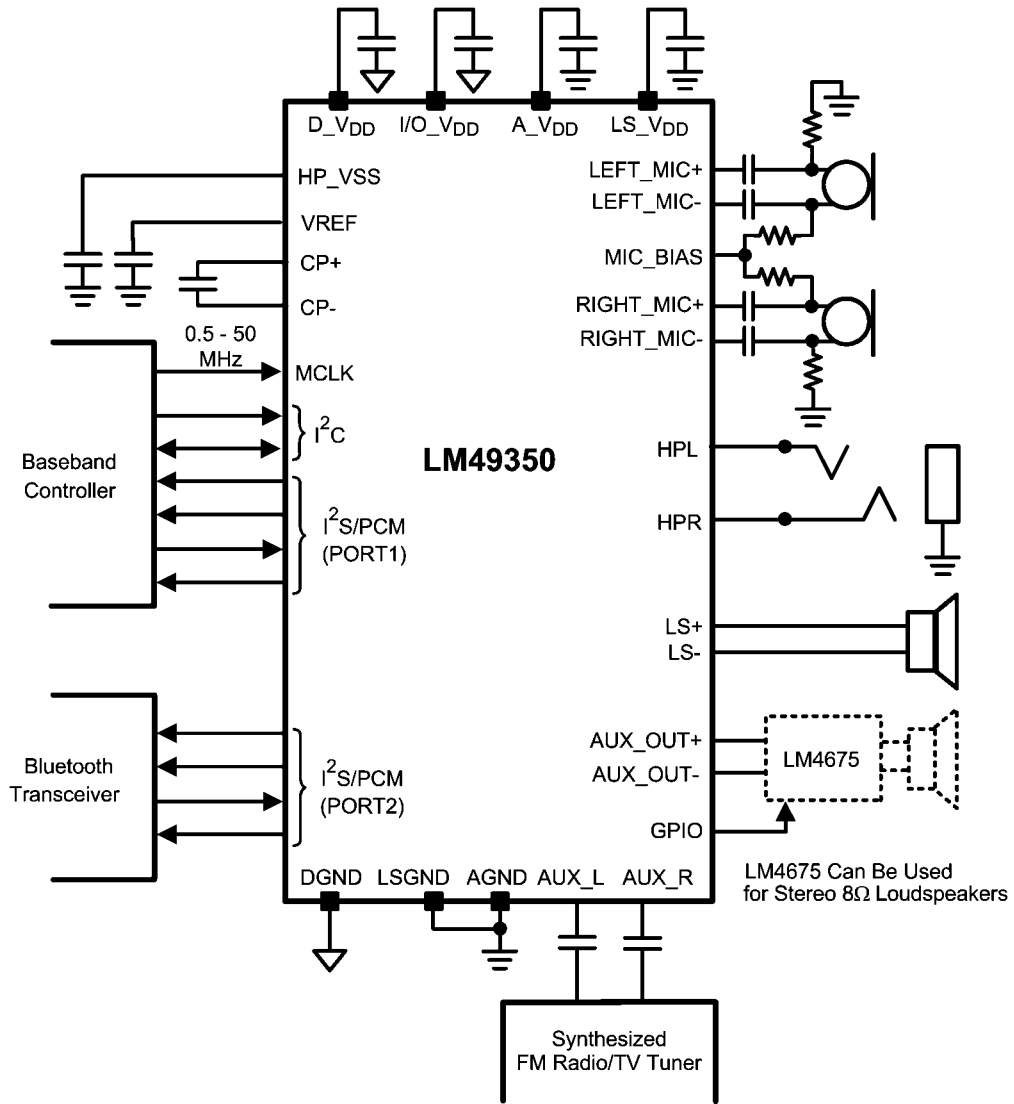 D_VDD I/O_VDD A_VDD LS_VDD
HP_VSS
VREF
CP+
CP-
0.5 - 50
MHz
MCLK
I2C
I2S/PCM
(PORT1)
Baseband
Controller
LM49350
Bluetooth
Transceiver
I2S/PCM
(PORT2)
LEFT_MIC+
LEFT_MIC-
MIC_BIAS
RIGHT_MIC+
RIGHT_MIC-
HPL
HPR
LS+
LS-
AUX_OUT+
AUX_OUT-
LM4675
GPIO
LM4675 Can Be Used
for Stereo 8Ω Loudspeakers
DGND LSGND AGND AUX_L AUX_R
Synthesized
FM Radio/TV Tuner